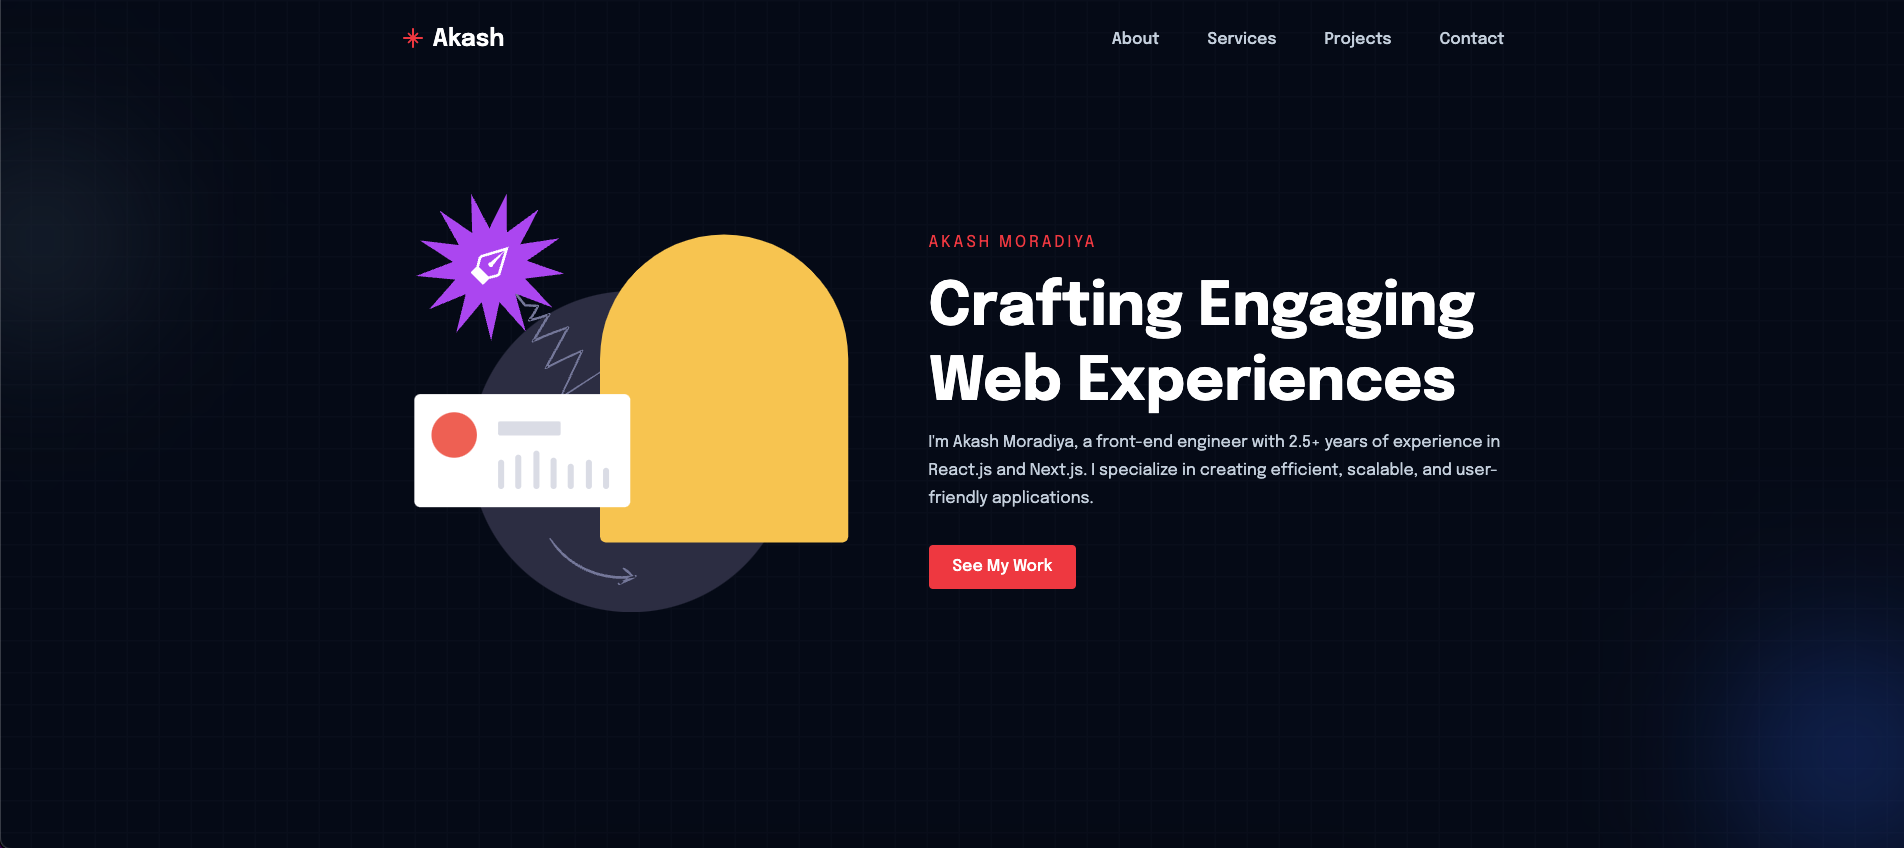 Akash
About
Services
Projects
Contact
AKASH MORADIYA
Crafting Engaging
Web Experiences
I'm Akash Moradiya, a front-end engineer with 2.5+ years of experience in
React.js and Next.js. I specialize in creating efficient, scalable, and user-
friendly applications.
See My Work